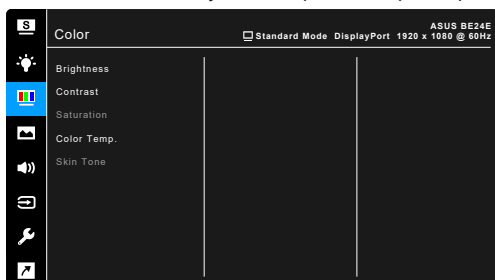 S
Color
ASUS BE24E
Standard Mode DisplayPort 1920 x 1080 @ 60Hz
Brightness
Contrast
Saturation
Color Temp.
Skin Tone